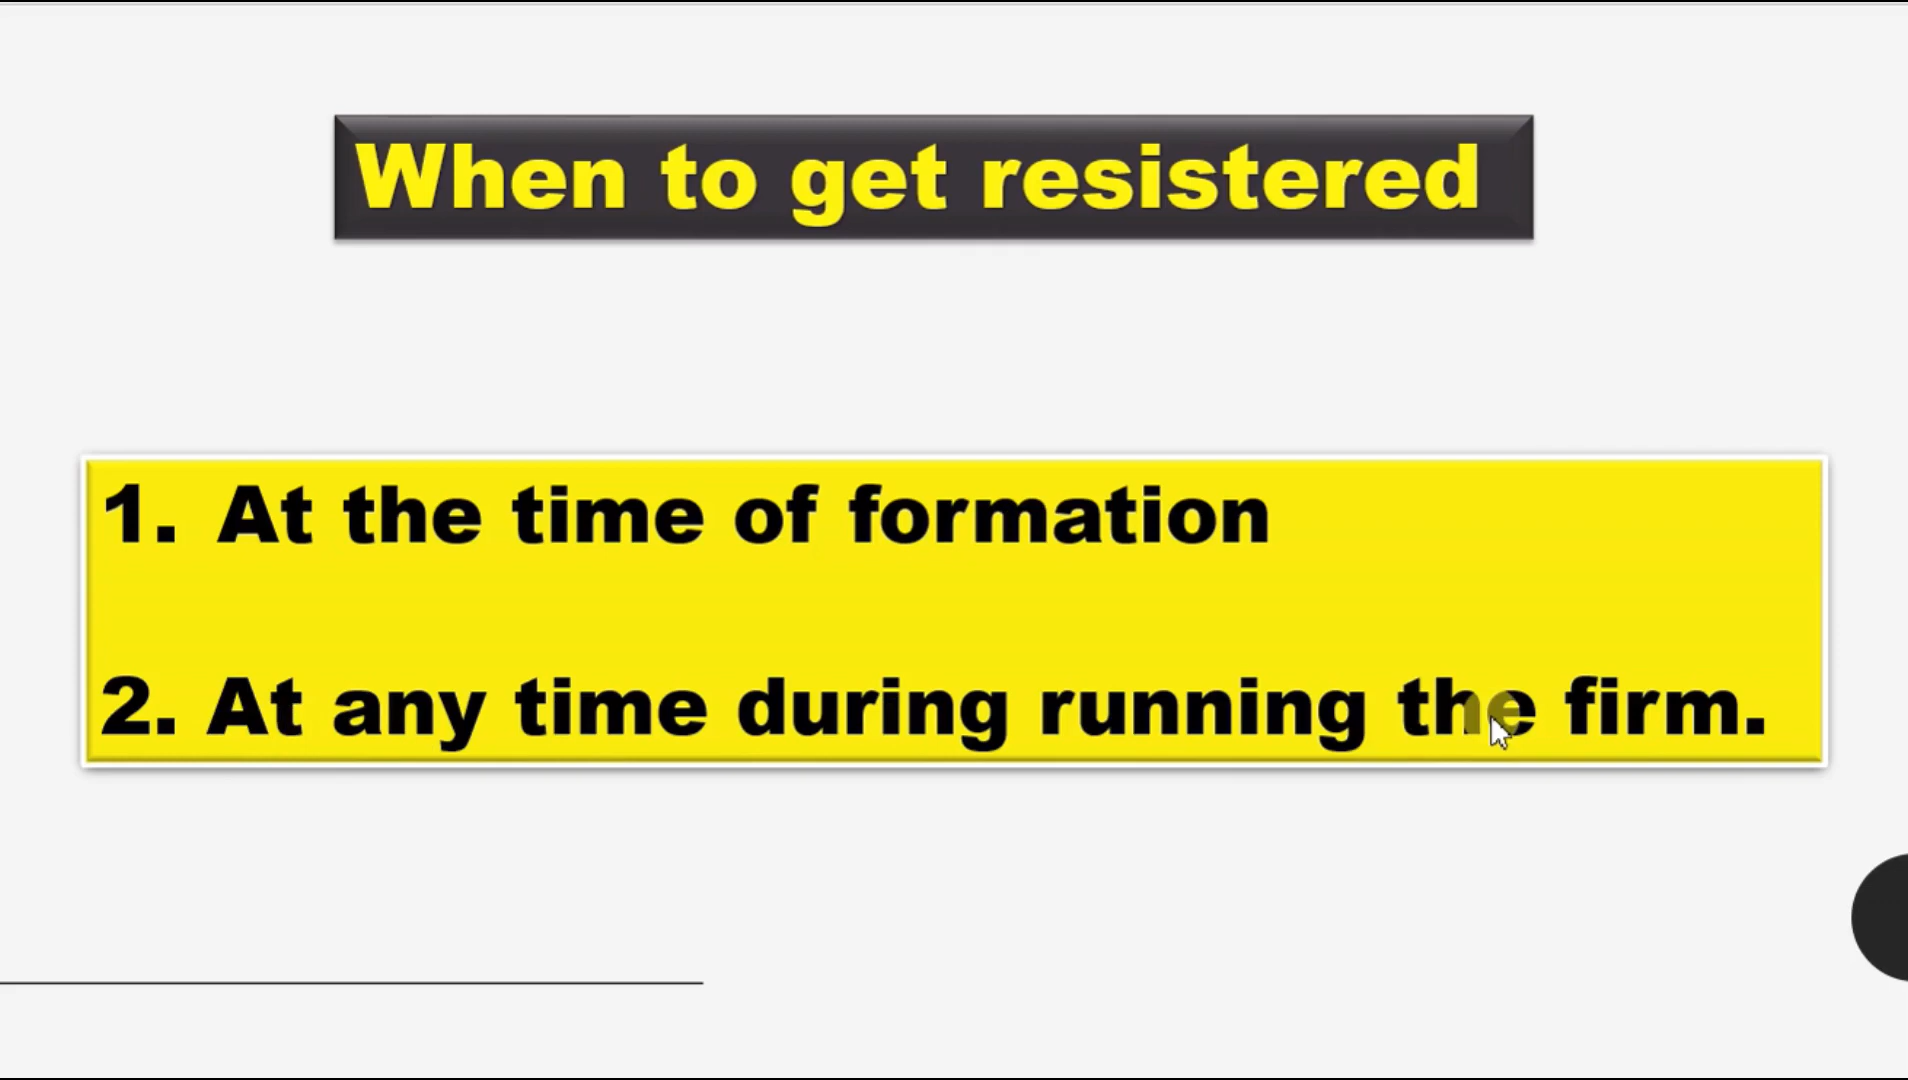 When to get resistered
1. At the time of formation
2. At any time during running the firm.